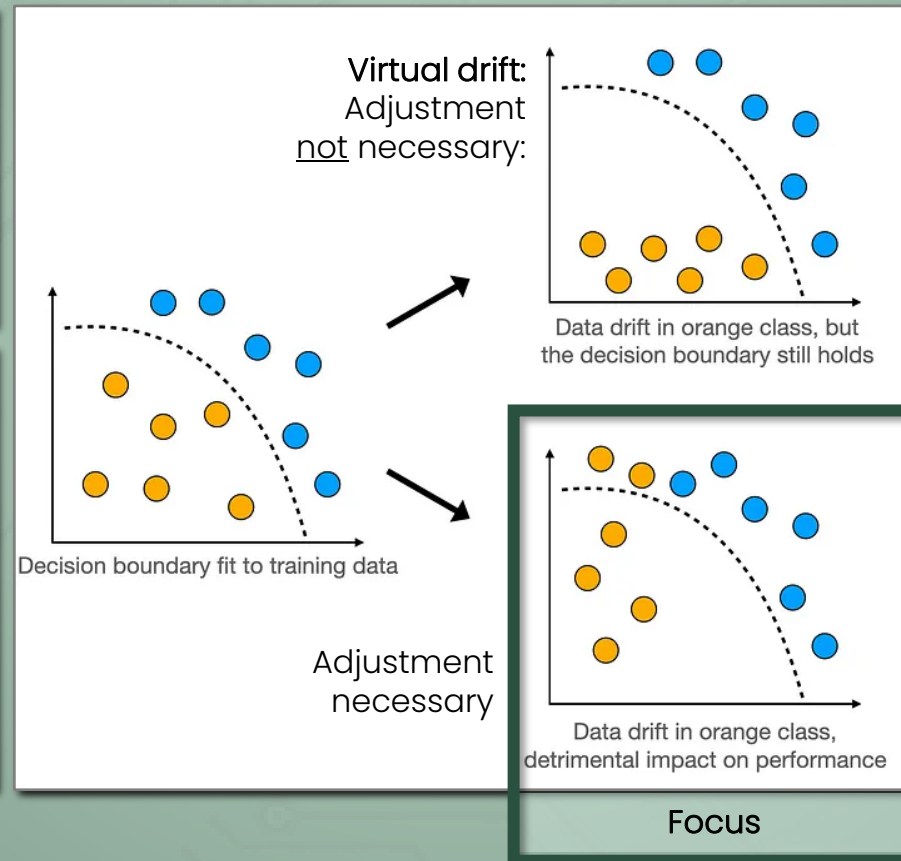 Virtual drift:
Adjustment
not necessary:
Data drift in orange class, but
the decision boundary still holds
Decision boundary fit to training data
Adjustment
necessary
Data drift in orange class,
detrimental impact on performance
Focus